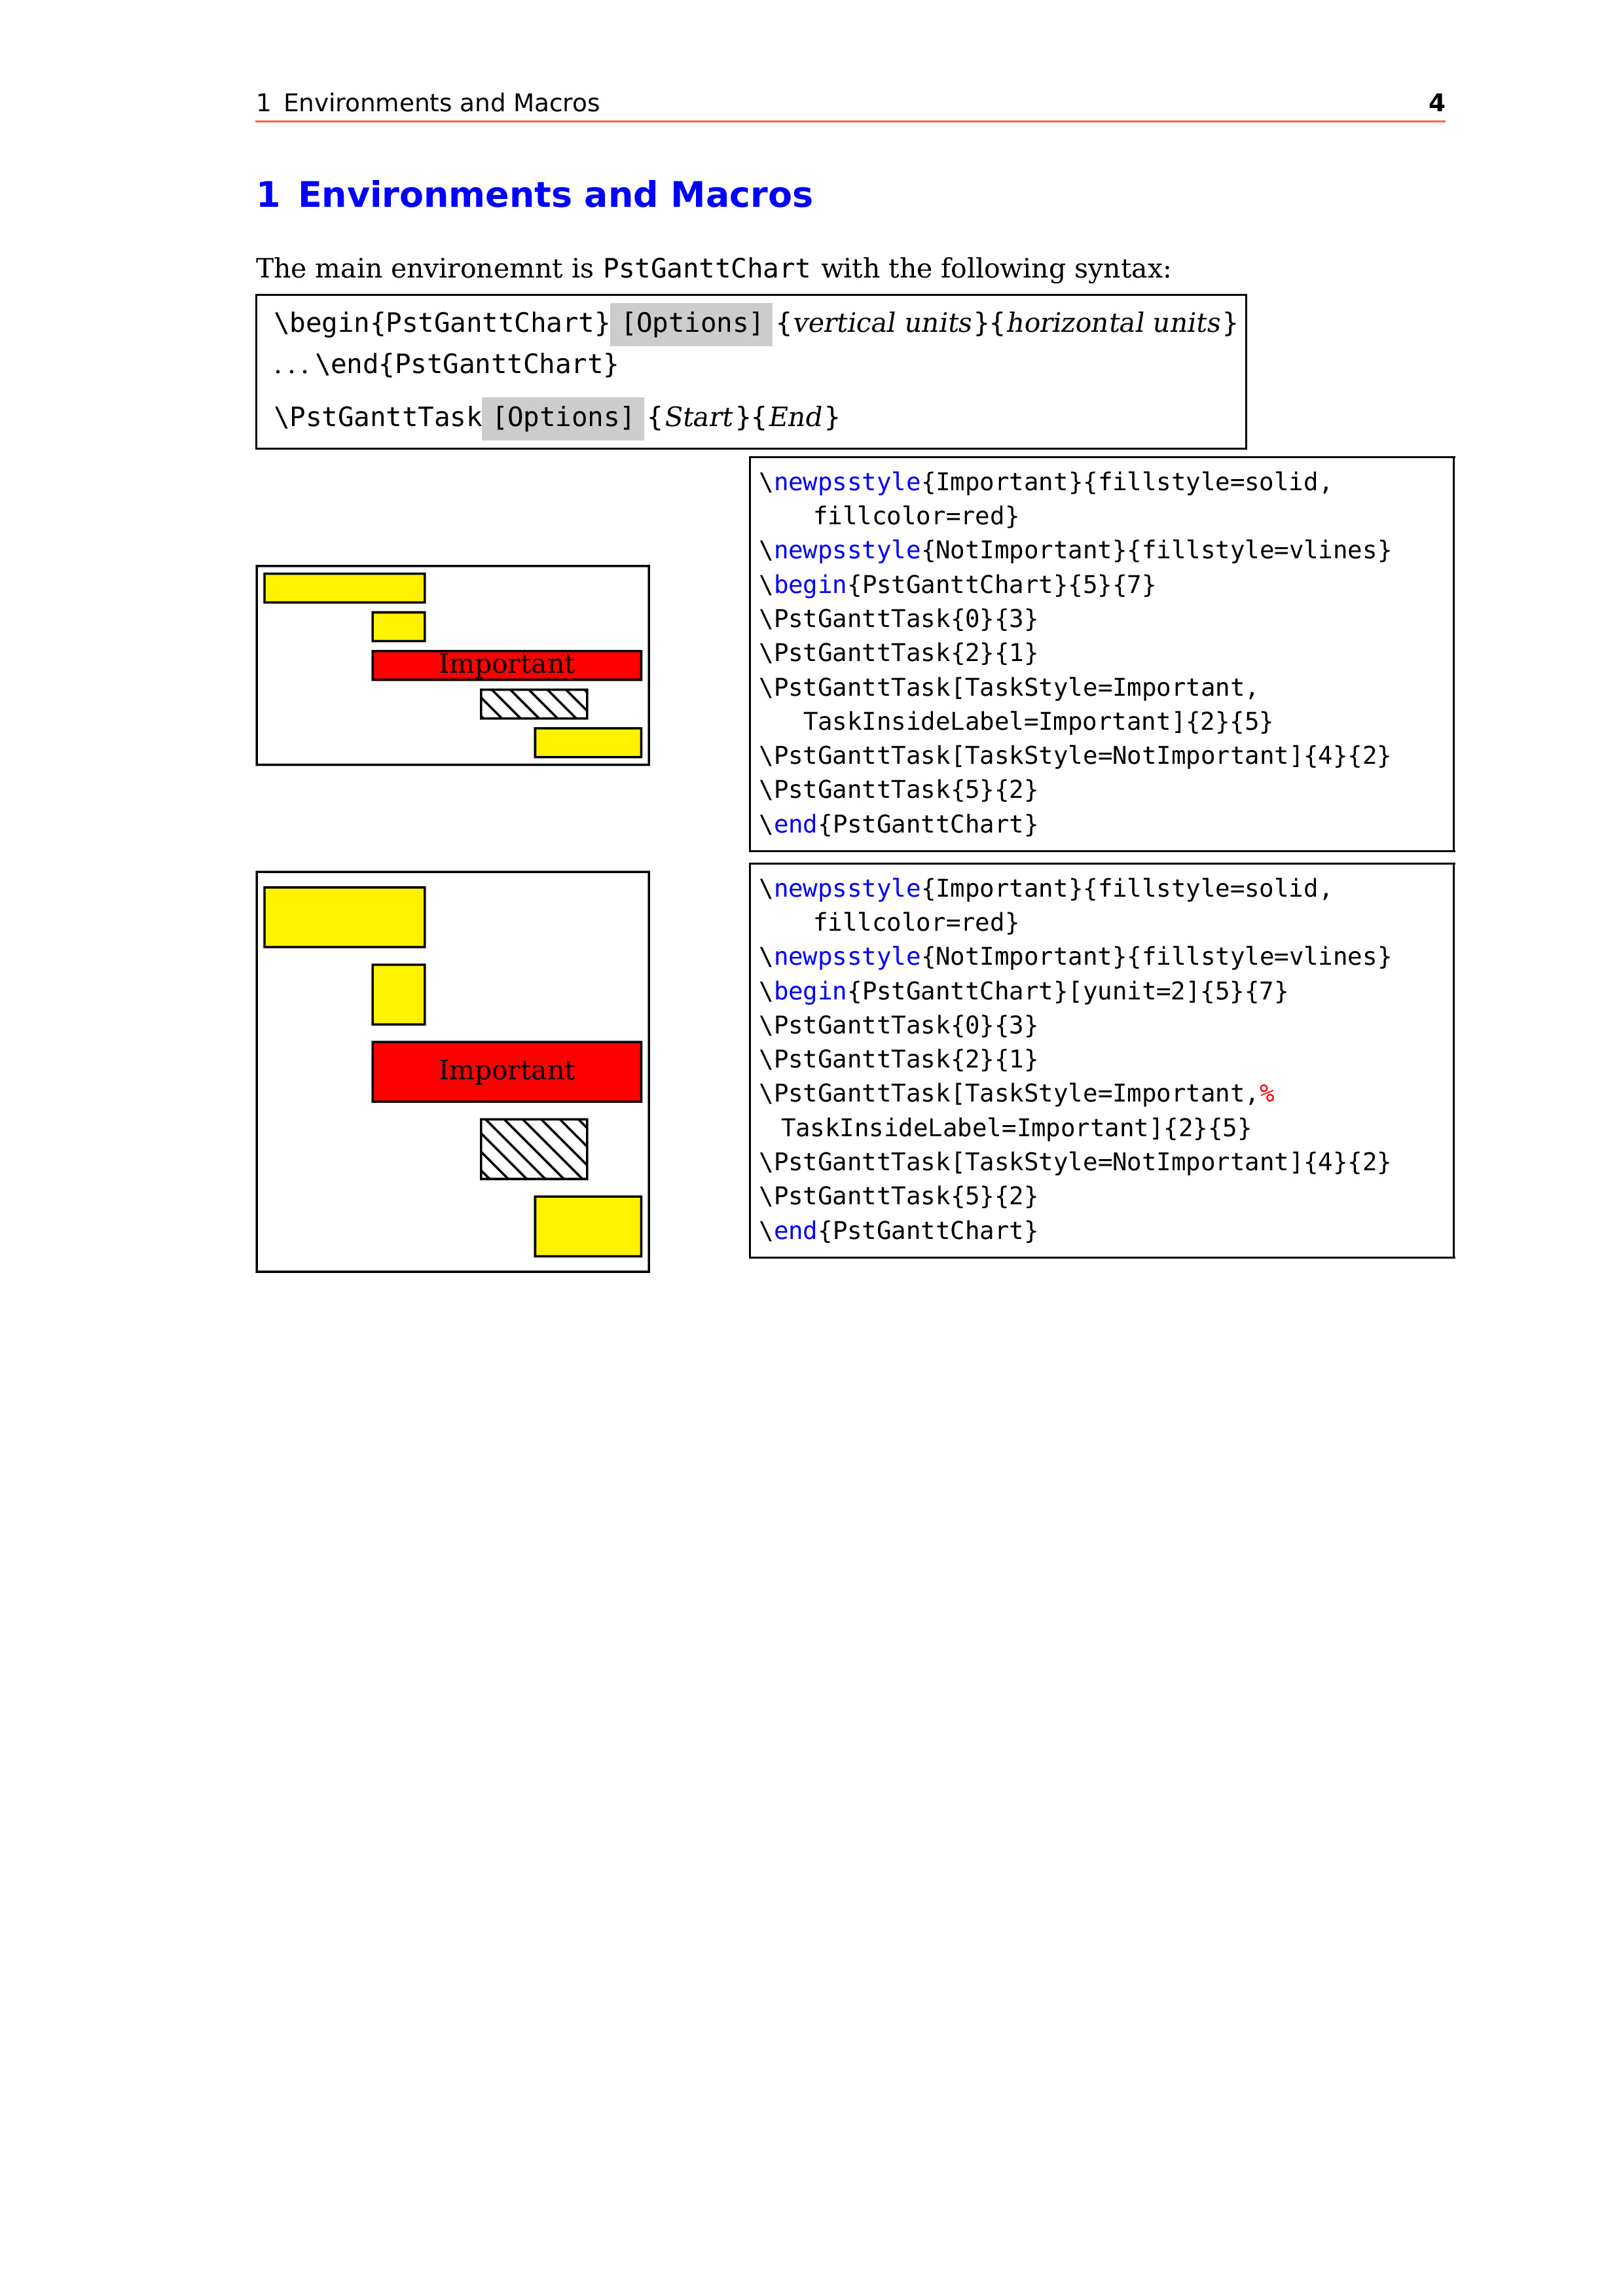 1 Environments and Macros 4
1 Environments and Macros
The main environemnt is PstGanttChart with the following syntax:
\begin{PstGanttChart} [Options] {vertical units}{horizontal units}
...\end{PstGanttChart}
\PstGanttTask [Options] {Start}{End}
Important
\newpsstyle{Important}{fillstyle=solid,
fillcolor=red}
\newpsstyle{NotImportant}{fillstyle=vlines}
\begin{PstGanttChart}{5}{7}
\PstGanttTask{0}{3}
\PstGanttTask{2}{1}
\PstGanttTask[TaskStyle=Important,
TaskInsideLabel=Important]{2}{5}
\PstGanttTask[TaskStyle=NotImportant]{4}{2}
\PstGanttTask{5}{2}
\end{PstGanttChart}
Important
\newpsstyle{Important}{fillstyle=solid,
fillcolor=red}
\newpsstyle{NotImportant}{fillstyle=vlines}
\begin{PstGanttChart}[yunit=2]{5}{7}
\PstGanttTask{0}{3}
\PstGanttTask{2}{1}
\PstGanttTask[TaskStyle=Important,%
TaskInsideLabel=Important]{2}{5}
\PstGanttTask[TaskStyle=NotImportant]{4}{2}
\PstGanttTask{5}{2}
\end{PstGanttChart}